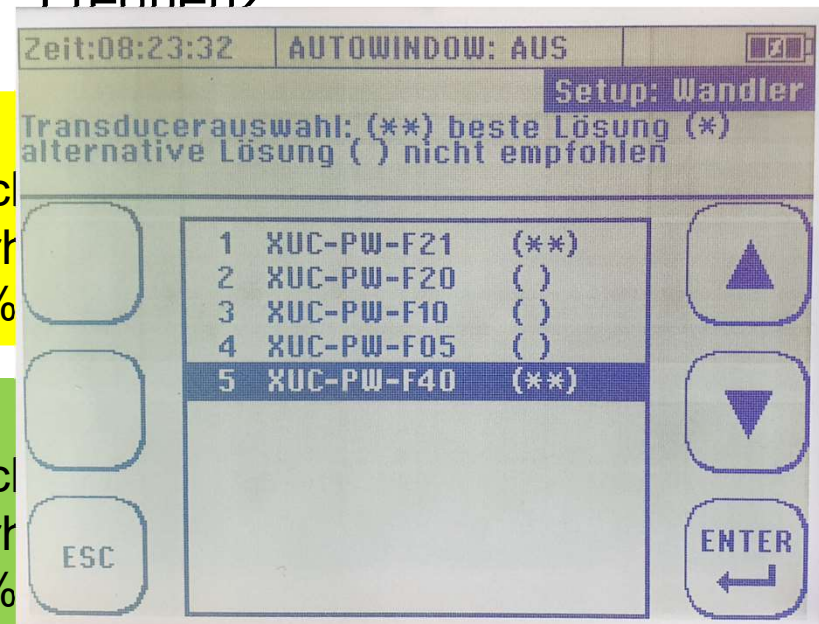 Zeit:08:23:32 AUTOWINDOW: AUS
Setup: Wandler
Transducerauswahl: (**) beste Lösung (*)
alternative Lösung ( ) nicht empfohlen
1 XUC-PW-F21 (**)
2 XUC-PW-F20 ( )
3 XUC-PW-F10 ( )
4 XUC-PW-F05 ( )
5 XUC-PW-F40 (**)
ESC
ENTER
%
%